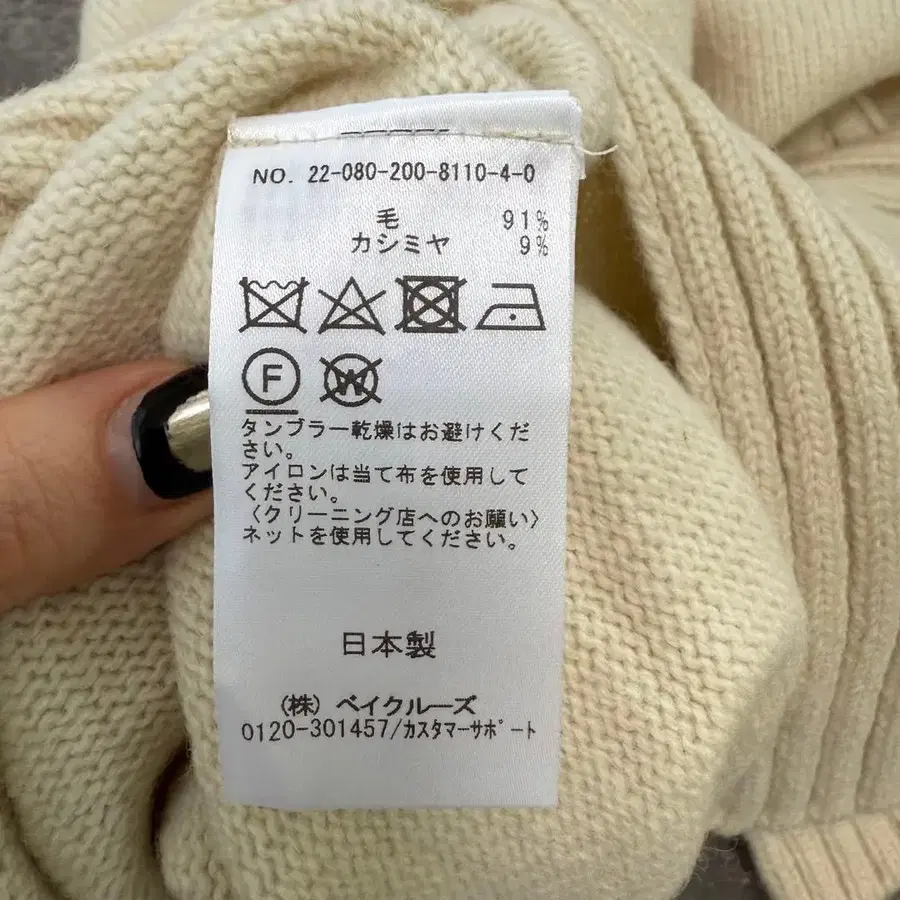 NO. 22-080-200-8110-4-0
毛 91%
カシミヤ 9%
F W
タンブラー乾燥はお避けくだ
さい。
アイロンは当て布を使用して
ください。
〈クリーニング店へのお願い〉
ネットを使用してください。
日本製
(株) ベイクルーズ
0120-301457/カスタマーサポート